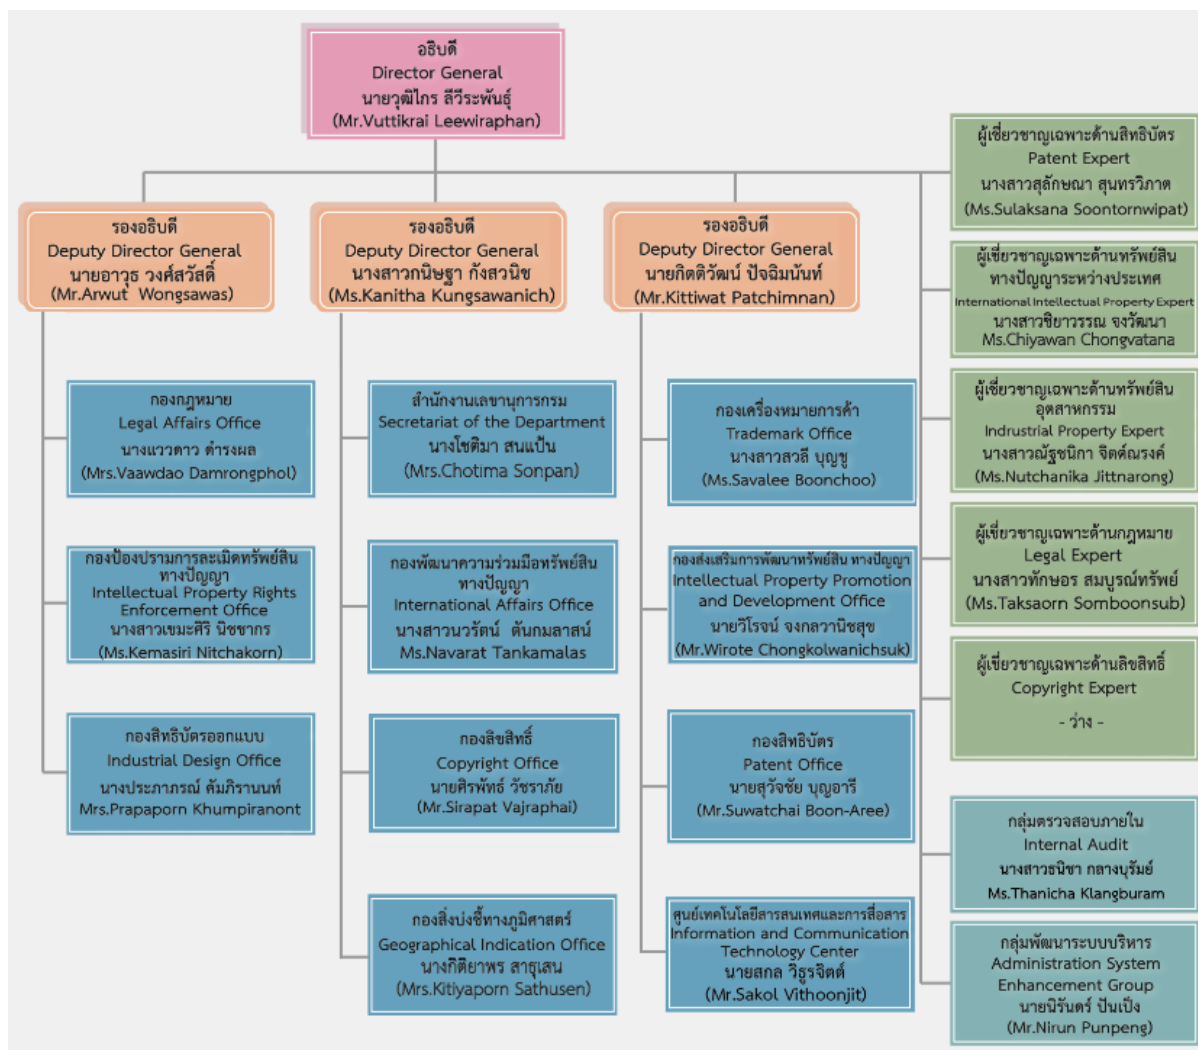 อธิบดี
Director General
นายวุฒิไกร ลีวีระพันธุ์
(Mr.Vuttikrai Leewiraphan)
รองอธิบดี
Deputy Director General
นายอาวุธ วงศ์สวัสดิ์
(Mr.Arwut Wongsawas)
กองกฎหมาย
Legal Affairs Office
นางแววดาว ดำรงผล
(Mrs.Vaawdao Damrongphol)
กองป้องปรามการละเมิดทรัพย์สิน
ทางปัญญา
Intellectual Property Rights
Enforcement Office
นางสาวเขมะศิริ นิชชากร
(Ms.Kemasiri Nitchakorn)
กองสิทธิบัตรออกแบบ
Industrial Design Office
นางประภาภรณ์ คัมภิรานนท์
Mrs.Prapaporn Khumpiranont
รองอธิบดี
Deputy Director General
นางสาวกนิษฐา กังสวนิช
(Ms.Kanitha Kungsawanich)
สำนักงานเลขานุการกรม
Secretariat of the Department
นางโชติมา สนแป้น
(Mrs.Chotima Sonpan)
กองพัฒนาความร่วมมือทรัพย์สิน
ทางปัญญา
International Affairs Office
นางสาวนวรัตน์ ตันกมลาสน์
Ms.Navarat Tankamalas
กองลิขสิทธิ์
Copyright Office
นายศิรพัทธ์ วัชราภัย
(Mr.Sirapat Vajraphai)
กองสิ่งบ่งชี้ทางภูมิศาสตร์
Geographical Indication Office
นางกิติยาพร สาธุเสน
(Mrs.Kitiyaporn Sathusen)
รองอธิบดี
Deputy Director General
นายกิตติวัฒน์ ปัจฉิมนันท์
(Mr.Kittiwat Patchimnan)
กองเครื่องหมายการค้า
Trademark Office
นางสาวสวลี บุญชู
(Ms.Savalee Boonchoo)
กองส่งเสริมการพัฒนาทรัพย์สิน ทางปัญญา
Intellectual Property Promotion
and Development Office
นายวิโรจน์ จงกลวานิชสุข
(Mr.Wirote Chongkolwanichsuk)
กองสิทธิบัตร
Patent Office
นายสุวัจชัย บุญอารี
(Mr.Suwatchai Boon-Aree)
ศูนย์เทคโนโลยีสารสนเทศและการสื่อสาร
Information and Communication
Technology Center
นายสกล วิฐูรจิตต์
(Mr.Sakol Vithoonjit)
ผู้เชี่ยวชาญเฉพาะด้านสิทธิบัตร
Patent Expert
นางสาวสุลักษณา สุนทรวิภาต
(Ms.Sulaksana Soontornwipat)
ผู้เชี่ยวชาญเฉพาะด้านทรัพย์สิน
ทางปัญญาระหว่างประเทศ
International Intellectual Property Expert
นางสาวชิยาวรรณ จงวัฒนา
Ms.Chiyawan Chongvatana
ผู้เชี่ยวชาญเฉพาะด้านทรัพย์สิน
อุตสาหกรรม
Indrustrial Property Expert
นางสาวณัฐชนิกา จิตต์ณรงค์
(Ms.Nutchanika Jittnarong)
ผู้เชี่ยวชาญเฉพาะด้านกฎหมาย
Legal Expert
นางสาวทักษอร สมบูรณ์ทรัพย์
(Ms.Taksaorn Somboonsub)
ผู้เชี่ยวชาญเฉพาะด้านลิขสิทธิ์
Copyright Expert
- ว่าง -
กลุ่มตรวจสอบภายใน
Internal Audit
นางสาวธนิชา กลางบุรัมย์
Ms.Thanicha Klangburam
กลุ่มพัฒนาระบบบริหาร
Administration System
Enhancement Group
นายนิรันดร์ ปันเป็ง
(Mr.Nirun Punpeng)